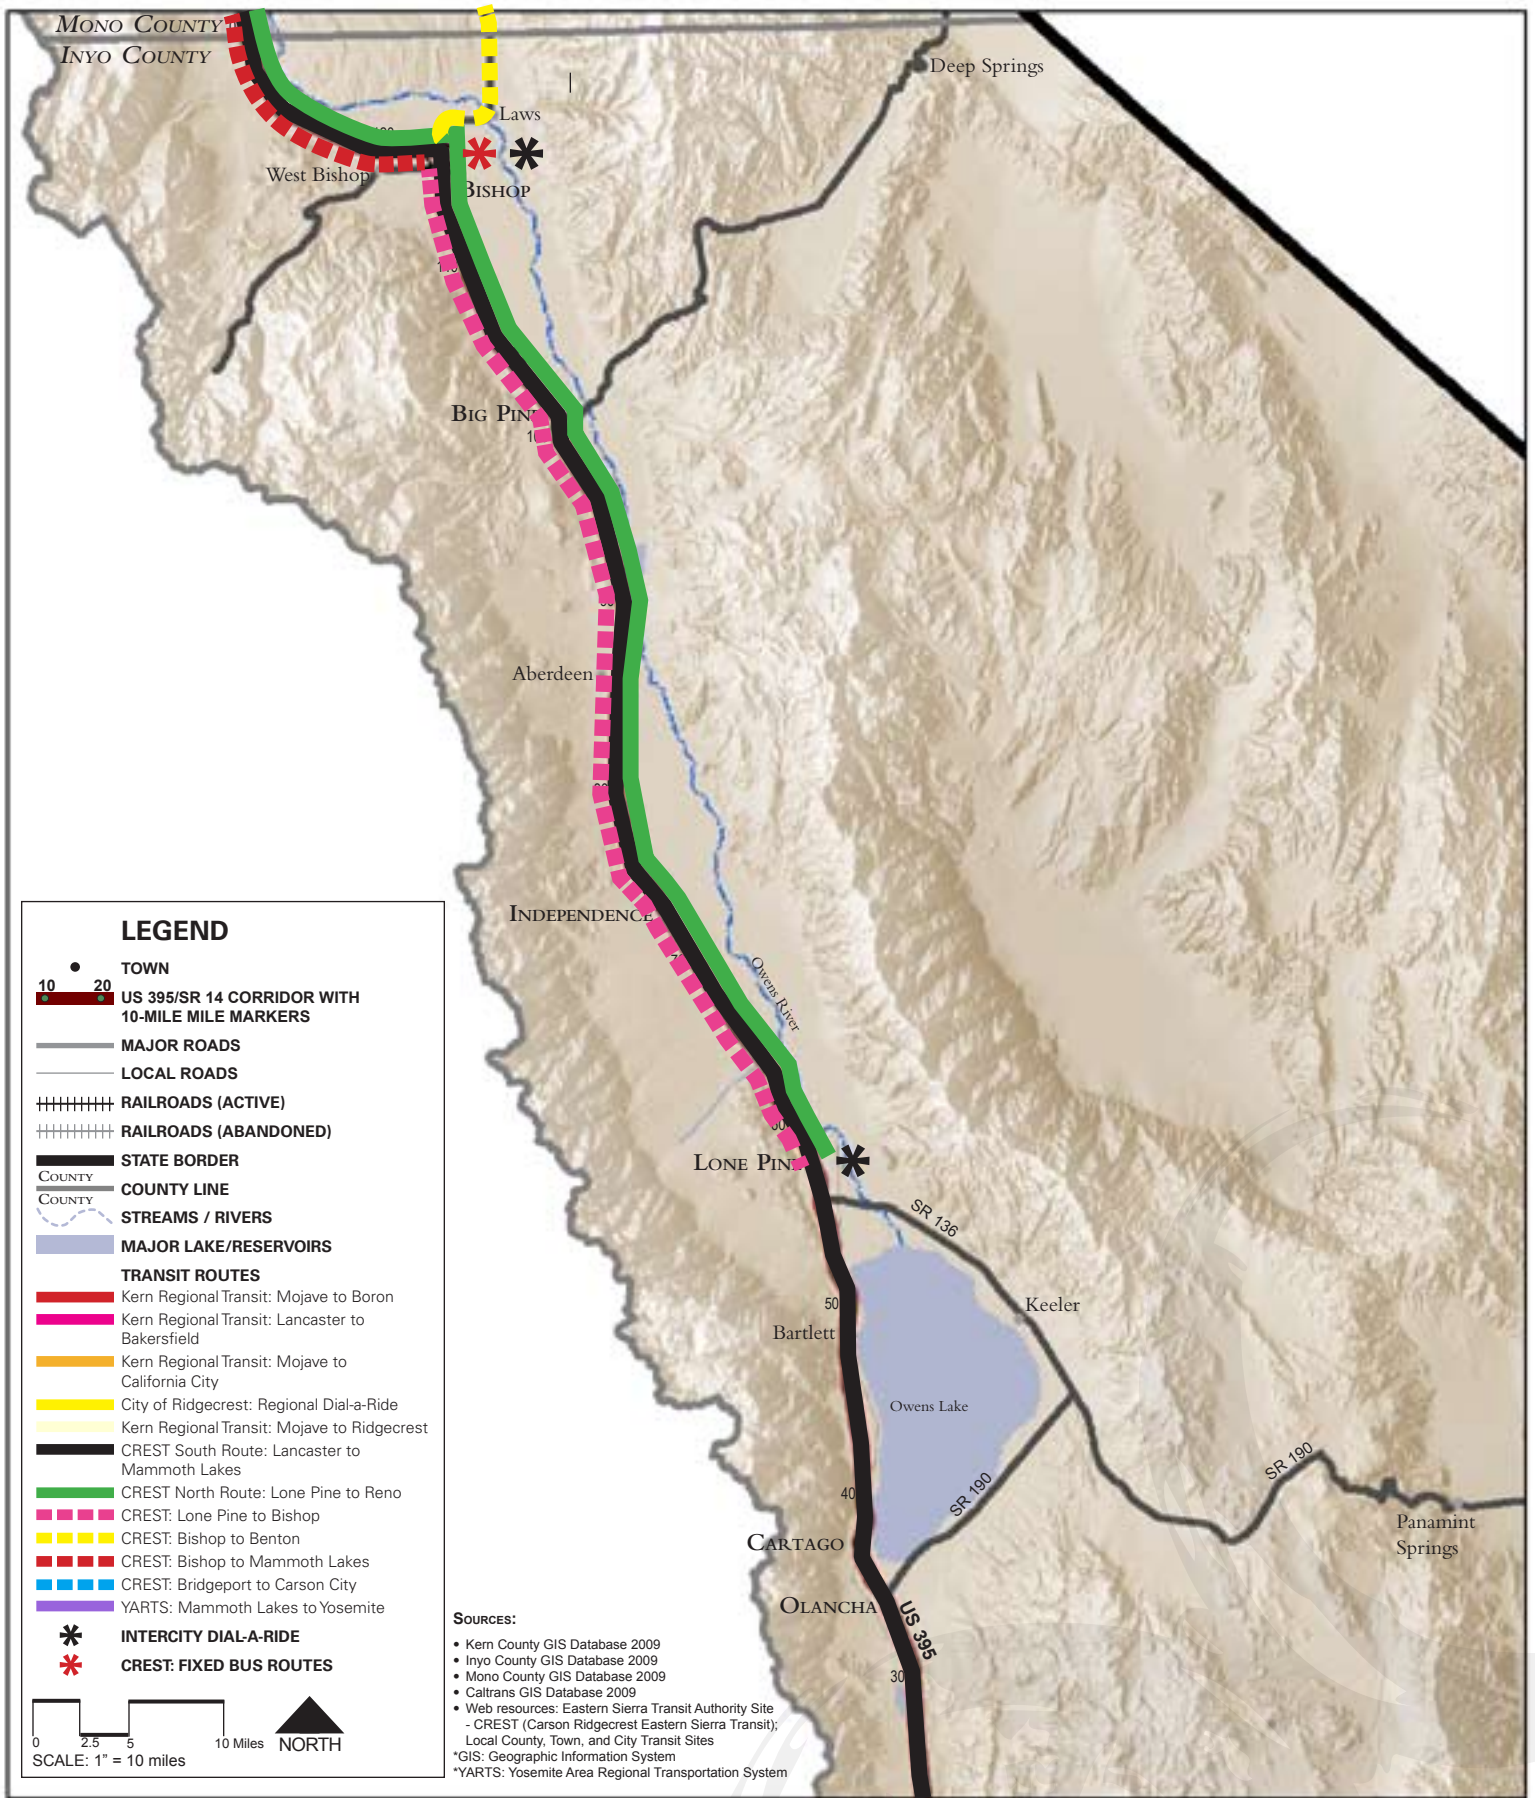 MONO COUNTY
INYO COUNTY
Deep Springs
Laws
West Bishop
BISHOP
BIG PINE
Aberdeen
INDEPENDENCE
Owens River
LONE PINE
SR 136
50
Keeler
Bartlett
Owens Lake
SR 190
SR 190
40
Panamint
Springs
CARTAGO
OLANCHA
US 395
30
LEGEND
TOWN
10 20
US 395/SR 14 CORRIDOR WITH
10-MILE MILE MARKERS
MAJOR ROADS
LOCAL ROADS
RAILROADS (ACTIVE)
RAILROADS (ABANDONED)
STATE BORDER
COUNTY
COUNTY LINE
COUNTY
STREAMS / RIVERS
MAJOR LAKE/RESERVOIRS
TRANSIT ROUTES
Kern Regional Transit: Mojave to Boron
Kern Regional Transit: Lancaster to
Bakersfield
Kern Regional Transit: Mojave to
California City
City of Ridgecrest: Regional Dial-a-Ride
Kern Regional Transit: Mojave to Ridgecrest
CREST South Route: Lancaster to
Mammoth Lakes
CREST North Route: Lone Pine to Reno
CREST: Lone Pine to Bishop
CREST: Bishop to Benton
CREST: Bishop to Mammoth Lakes
CREST: Bridgeport to Carson City
YARTS: Mammoth Lakes to Yosemite
INTERCITY DIAL-A-RIDE
CREST: FIXED BUS ROUTES
0 2.5 5 10 Miles
NORTH
SCALE: 1" = 10 miles
SOURCES:
• Kern County GIS Database 2009
• Inyo County GIS Database 2009
• Mono County GIS Database 2009
• Caltrans GIS Database 2009
• Web resources: Eastern Sierra Transit Authority Site
- CREST (Carson Ridgecrest Eastern Sierra Transit);
Local County, Town, and City Transit Sites
*GIS: Geographic Information System
*YARTS: Yosemite Area Regional Transportation System